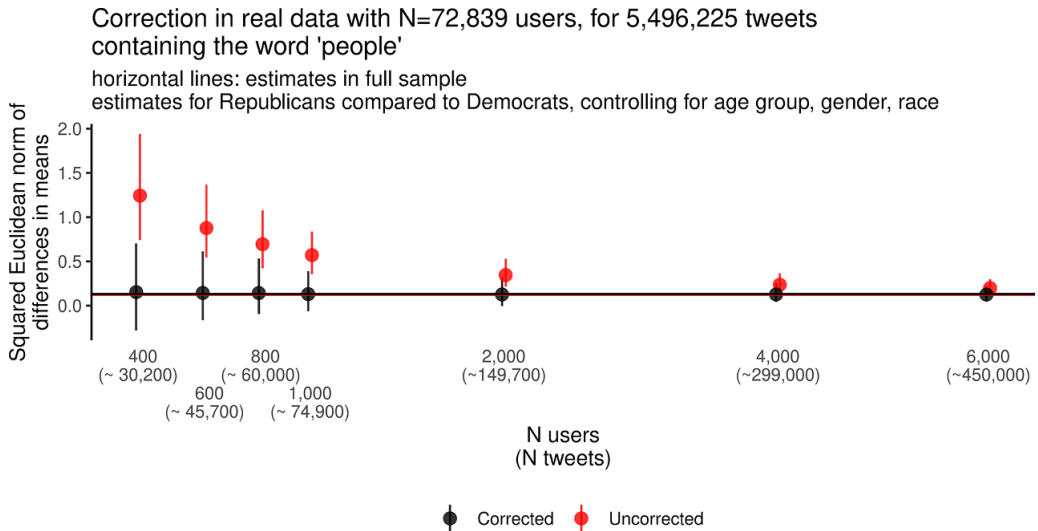 Correction in real data with N=72,839 users, for 5,496,225 tweets
containing the word 'people'
horizontal lines: estimates in full sample
estimates for Republicans compared to Democrats, controlling for age group, gender, race
Squared Euclidean norm of
differences in means
2.0
1.5
1.0
0.5
0.0
400
(~ 30,200)
600
(~ 45,700)
800
(~ 60,000)
1,000
(~ 74,900)
2,000
(~149,700)
4,000
(~299,000)
6,000
(~450,000)
N users
(N tweets)
Corrected
Uncorrected